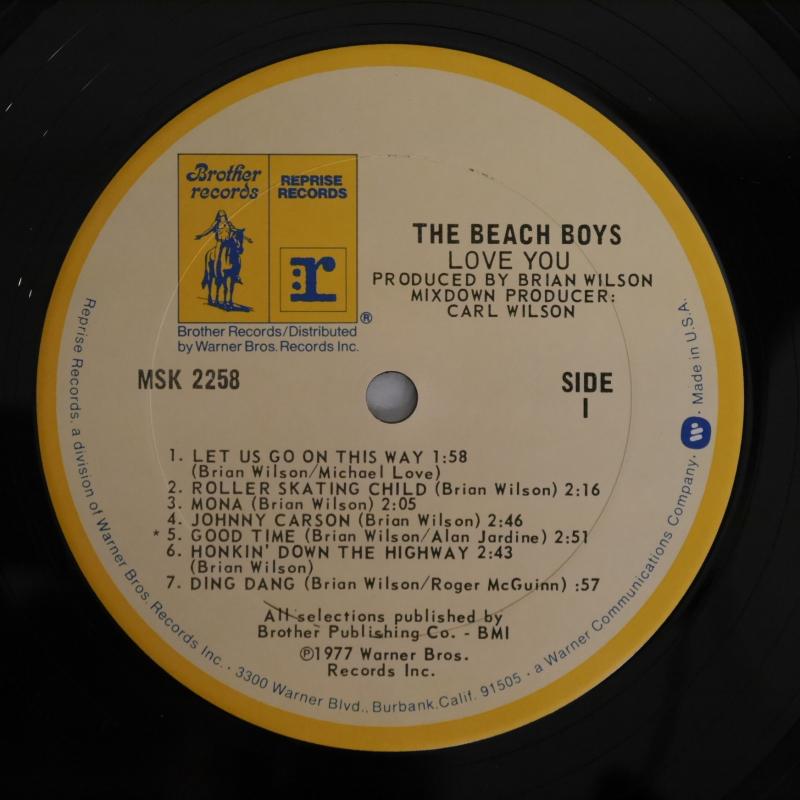 Brother
records
REPRISE
RECORDS
r
®
Brother Records/Distributed
by Warner Bros. Records Inc.
THE BEACH BOYS
LOVE YOU
PRODUCED BY BRIAN WILSON
MIXDOWN PRODUCER:
CARL WILSON
MSK 2258
SIDE
I
1. LET US GO ON THIS WAY 1:58
(Brian Wilson/Michael Love)
2. ROLLER SKATING CHILD (Brian Wilson) 2:16
3. MONA (Brian Wilson) 2:05
4. JOHNNY CARSON (Brian Wilson) 2:46
* 5. GOOD TIME (Brian Wilson/Alan Jardine) 2:51
6. HONKIN' DOWN THE HIGHWAY 2:43
(Brian Wilson)
7. DING DANG (Brian Wilson/Roger McGuinn) :57
All selections published by
Brother Publishing Co. - BMI
℗1977 Warner Bros.
Records Inc.
Reprise Records, a division of Warner Bros. Records Inc. · 3300 Warner Blvd., Burbank, Calif. 91505 · a Warner Communications Company · W · Made in U.S.A.